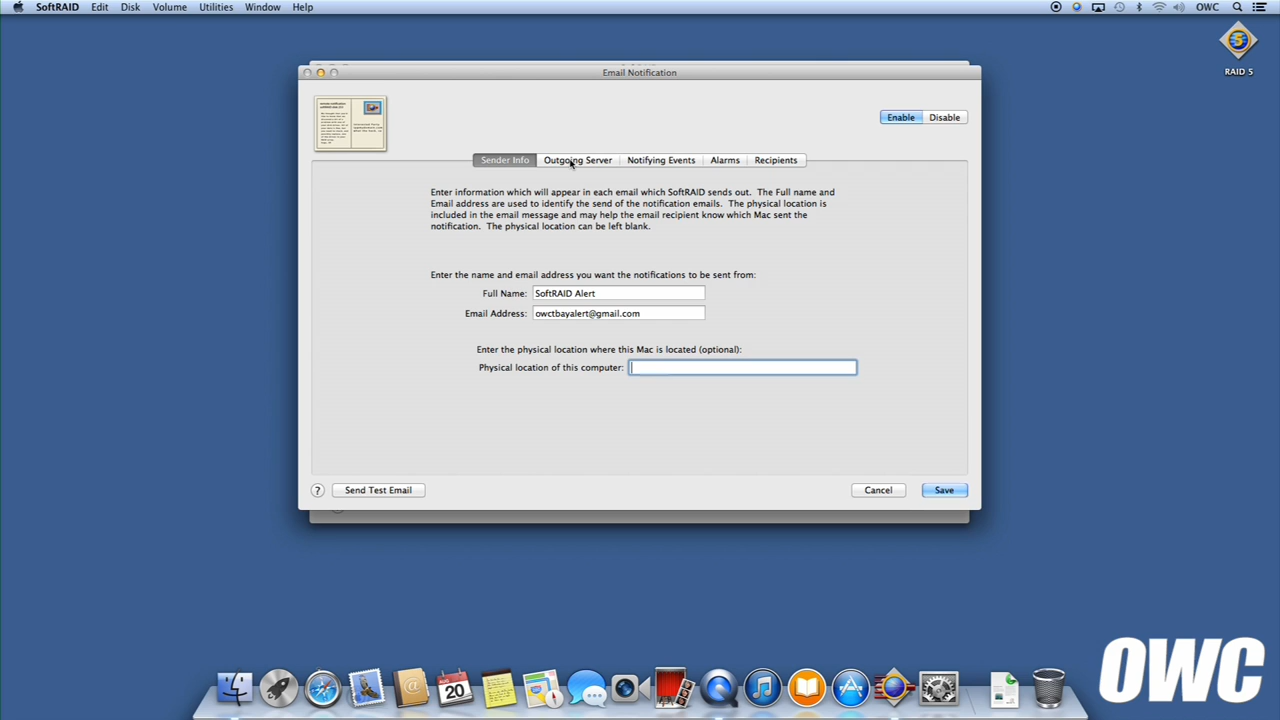 SoftRAID Edit Disk Volume Utilities Window Help OWC
RAID 5
Email Notification
Enable Disable
Sender Info Outgoing Server Notifying Events Alarms Recipients
Enter information which will appear in each email which SoftRAID sends out. The Full name and
Email address are used to identify the send of the notification emails. The physical location is
included in the email message and may help the email recipient know which Mac sent the
notification. The physical location can be left blank.
Enter the name and email address you want the notifications to be sent from:
Full Name: SoftRAID Alert
Email Address: owctbayalert@gmail.com
Enter the physical location where this Mac is located (optional):
Physical location of this computer:
? Send Test Email Cancel Save
AUG
20
OWC